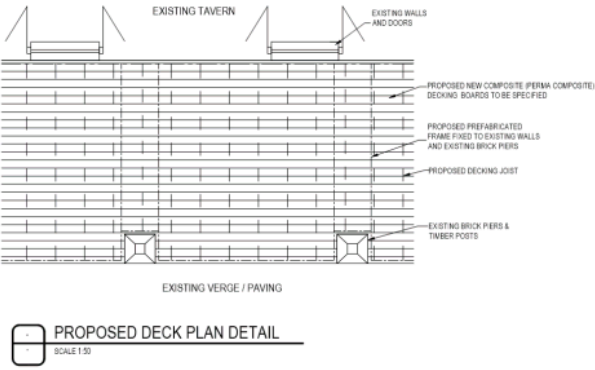 EXISTING TAVERN
EXISTING WALLS
AND DOORS
PROPOSED NEW COMPOSITE (PERMA COMPOSITE)
DECKING BOARDS TO BE SPECIFIED
PROPOSED PREFABRICATED
FRAME FIXED TO EXISTING WALLS
AND EXISTING BRICK PIERS
PROPOSED DECKING JOIST
EXISTING BRICK PIERS &
TIMBER POSTS
EXISTING VERGE / PAVING
PROPOSED DECK PLAN DETAIL
SCALE 1:50